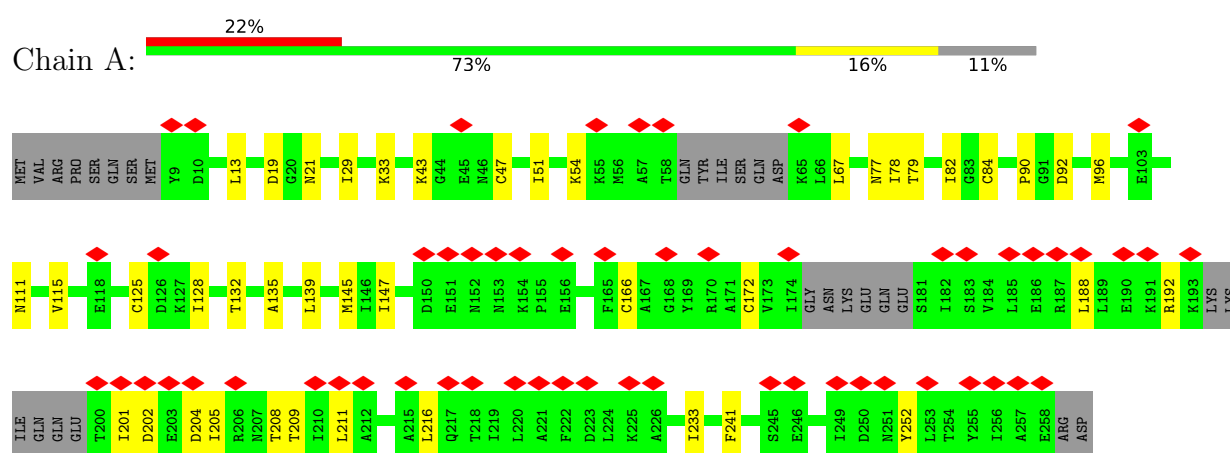 22%
Chain A:
73% 16% 11%
MET VAL ARG PRO SER GLN SER MET Y9 D10 L13 D19 G20 N21 I29 K33 K43 G44 E45 N46 C47 I51 K54 K55 M56 A57 T58 GLN TYR ILE SER GLN ASP K65 L66 L67 N77 I78 T79 I82 G83 C84 P90 G91 D92 M96 E103
N111 V115 E118 C125 D126 K127 I128 T132 A135 L139 M145 I146 I147 D150 E151 N152 N153 K154 P155 E156 F165 C166 A167 G168 Y169 R170 A171 C172 V173 I174 GLY ASN LYS GLU GLN GLU S181 I182 S183 V184 L185 E186 R187 L188 L189 E190 K191 R192 K193 LYS LYS
ILE GLN GLN GLU T200 I201 D202 E203 D204 I205 R206 N207 T208 T209 I210 L211 A212 A215 L216 Q217 T218 I219 L220 A221 F222 D223 L224 K225 A226 I233 F241 S245 E246 I249 D250 N251 Y252 L253 T254 Y255 I256 A257 E258 ARG ASP